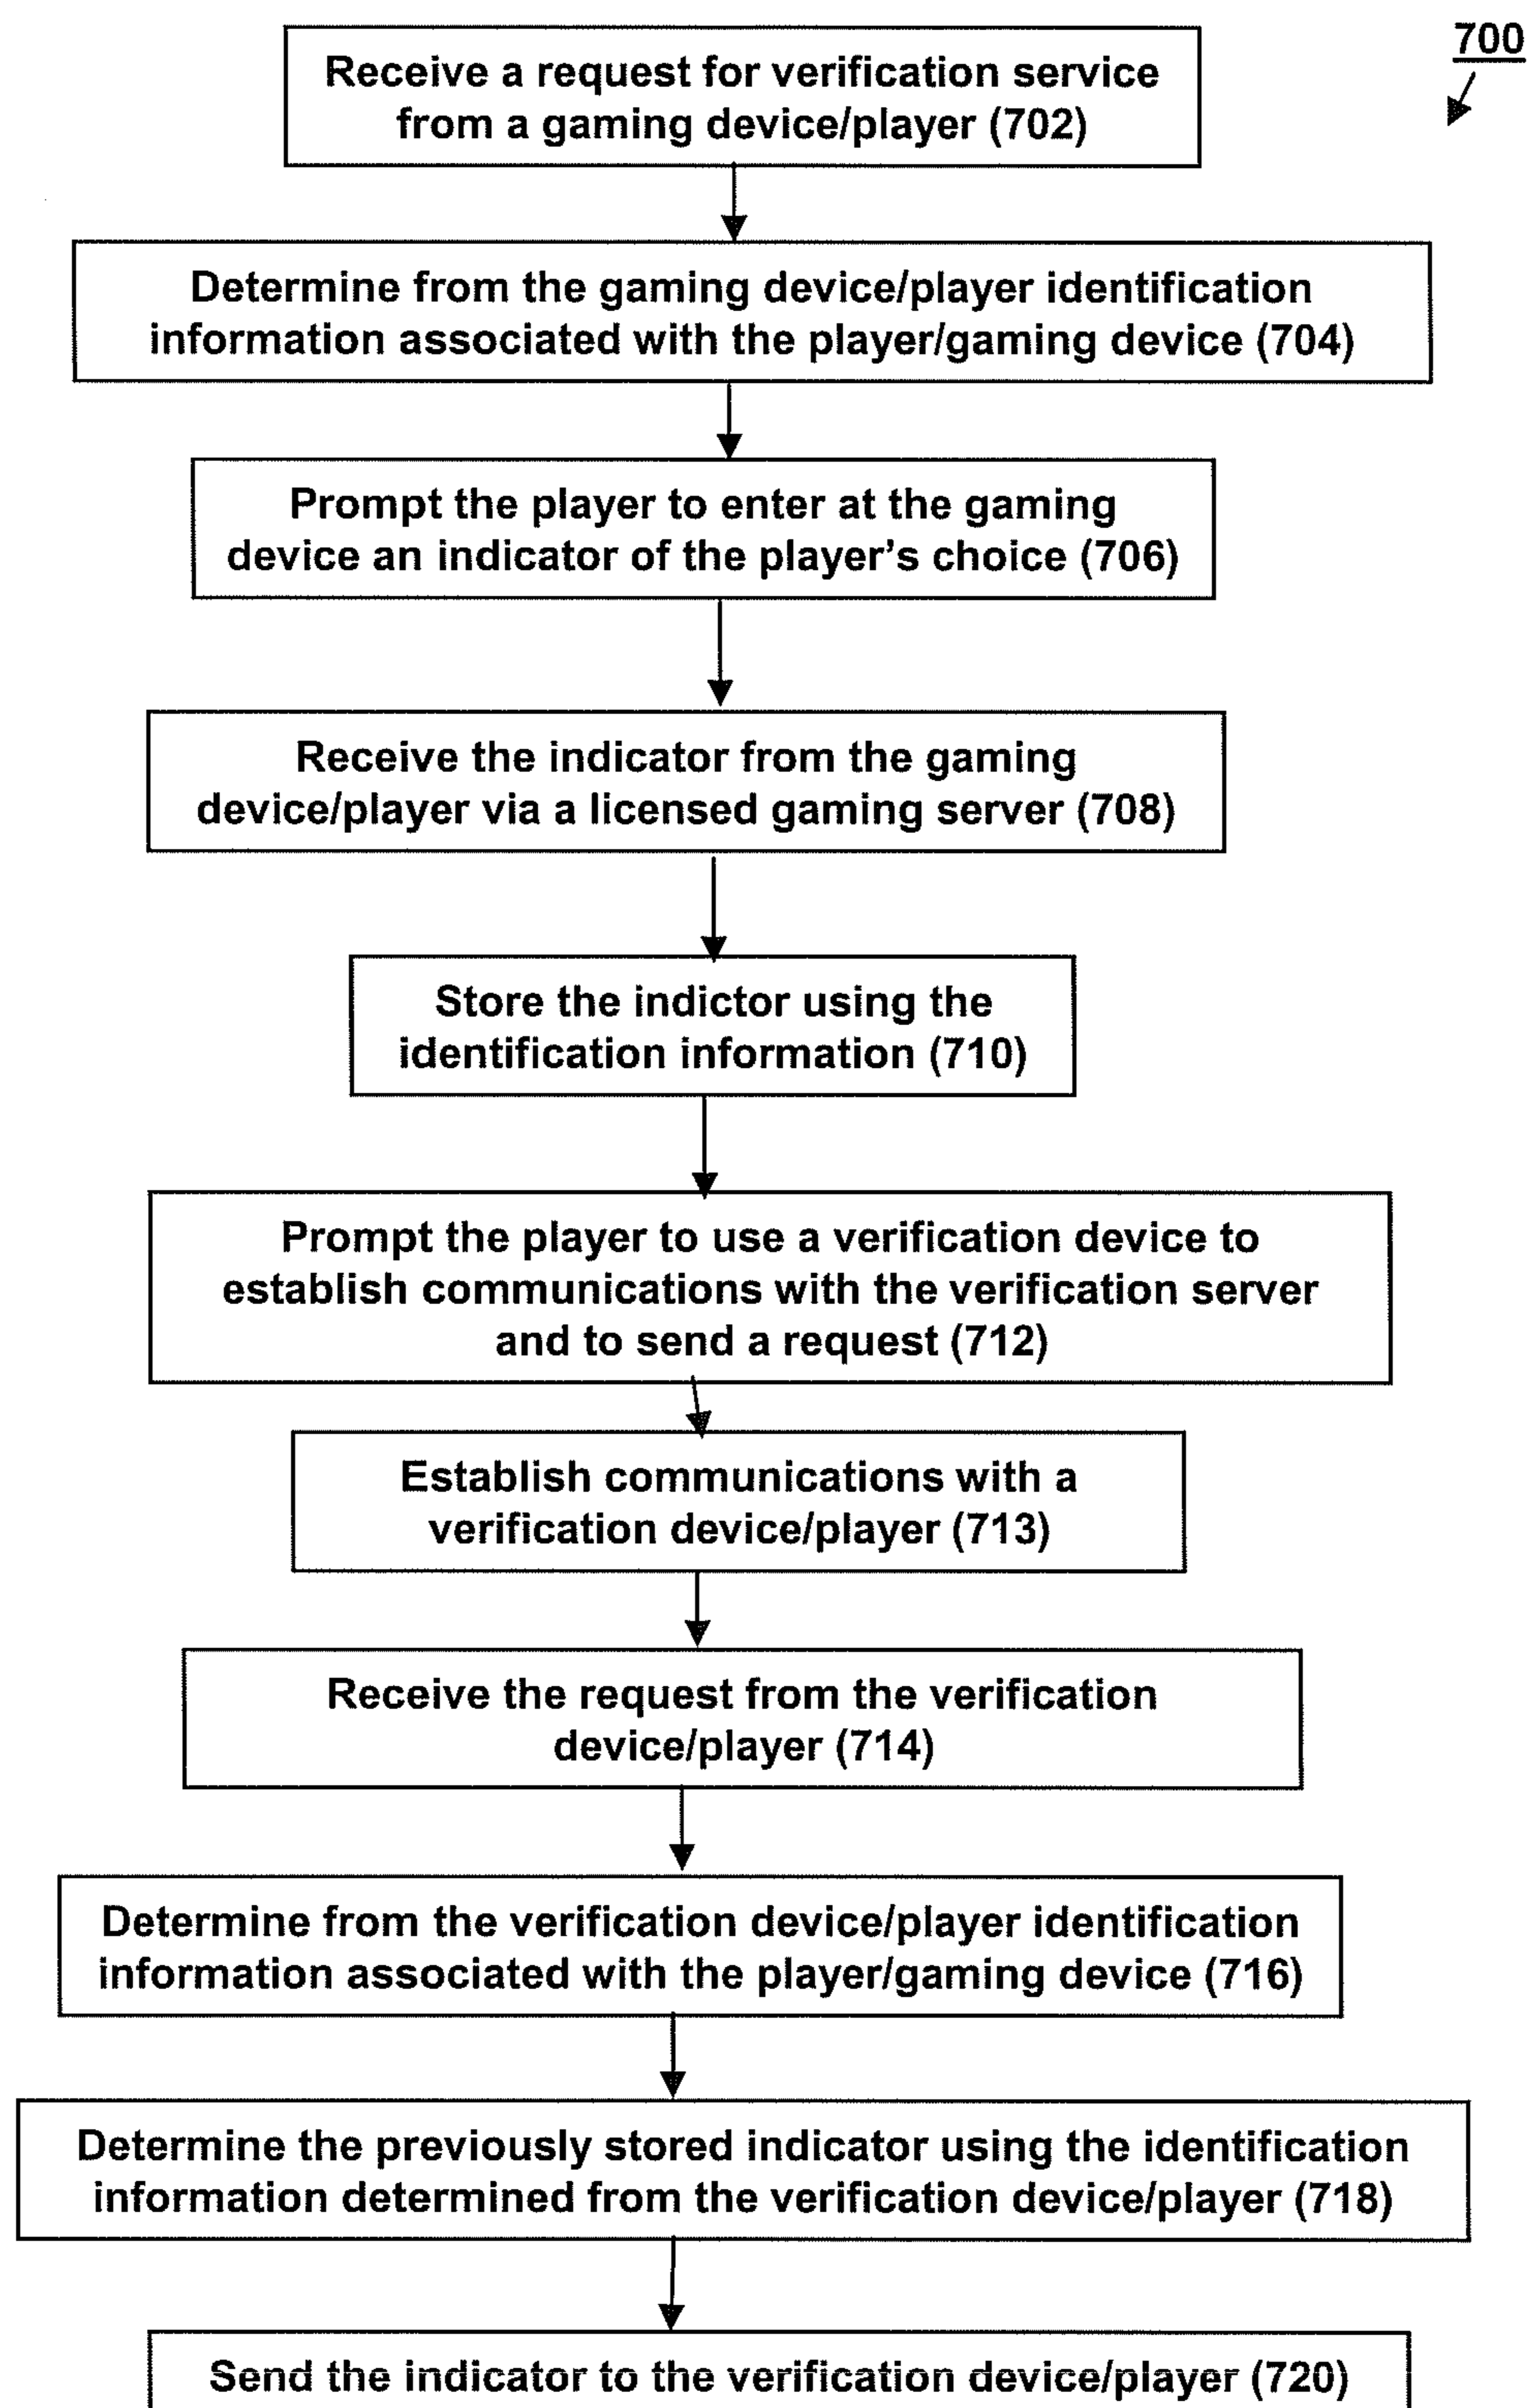 700
Receive a request for verification service
from a gaming device/player (702)
Determine from the gaming device/player identification
information associated with the player/gaming device (704)
Prompt the player to enter at the gaming
device an indicator of the player's choice (706)
Receive the indicator from the gaming
device/player via a licensed gaming server (708)
Store the indictor using the
identification information (710)
Prompt the player to use a verification device to
establish communications with the verification server
and to send a request (712)
Establish communications with a
verification device/player (713)
Receive the request from the verification
device/player (714)
Determine from the verification device/player identification
information associated with the player/gaming device (716)
Determine the previously stored indicator using the identification
information determined from the verification device/player (718)
Send the indicator to the verification device/player (720)